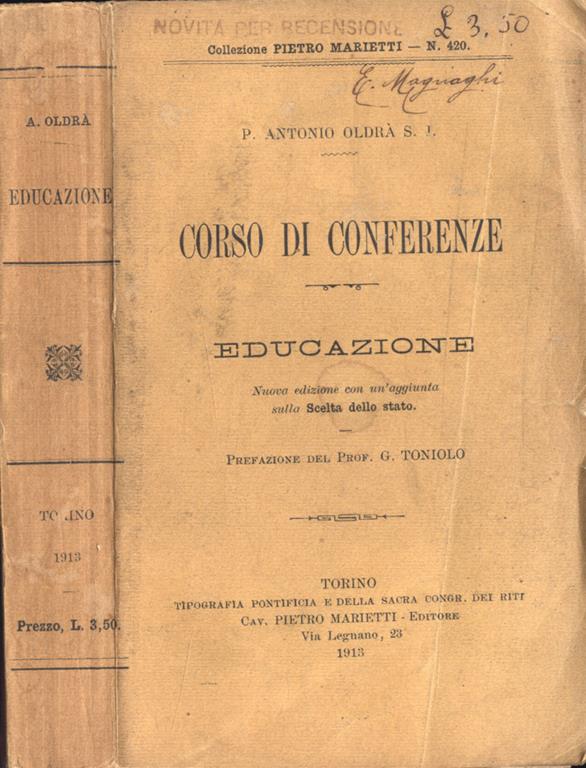 A. OLDRÀ
EDUCAZIONE
TORINO
1913
Prezzo, L. 3,50.
NOVITÀ PER RECENSIONE
£ 3.50
Collezione PIETRO MARIETTI — N. 420.
E. Magnaghi
P. ANTONIO OLDRÀ S. I.
CORSO DI CONFERENZE
EDUCAZIONE
Nuova edizione con un'aggiunta
sulla Scelta dello stato.
PREFAZIONE DEL PROF. G. TONIOLO
TORINO
TIPOGRAFIA PONTIFICIA E DELLA SACRA CONGR. DEI RITI
CAV. PIETRO MARIETTI - EDITORE
Via Legnano, 23
1913